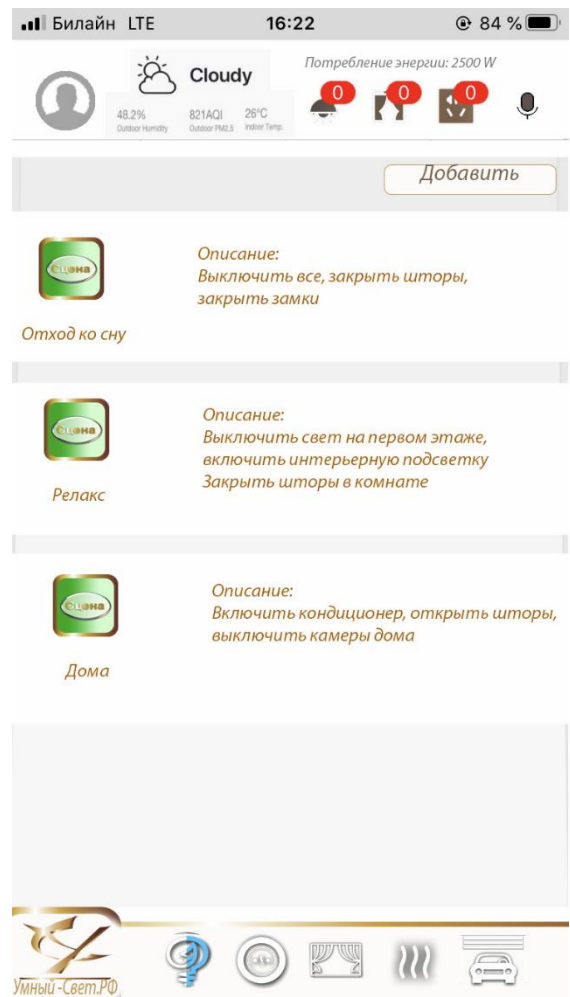 Билайн LTE 16:22 84 %
Потребление энергии: 2500 W
Cloudy
0 0 0
48.2% 821AQI 26°C
Outdoor Humidity Outdoor PM2.5 Indoor Temp.
Добавить
Сцена
Описание:
Выключить все, закрыть шторы,
закрыть замки
Отход ко сну
Сцена
Описание:
Выключить свет на первом этаже,
включить интерьерную подсветку
Закрыть шторы в комнате
Релакс
Сцена
Описание:
Включить кондиционер, открыть шторы,
выключить камеры дома
Дома
Умный-Свет.РФ